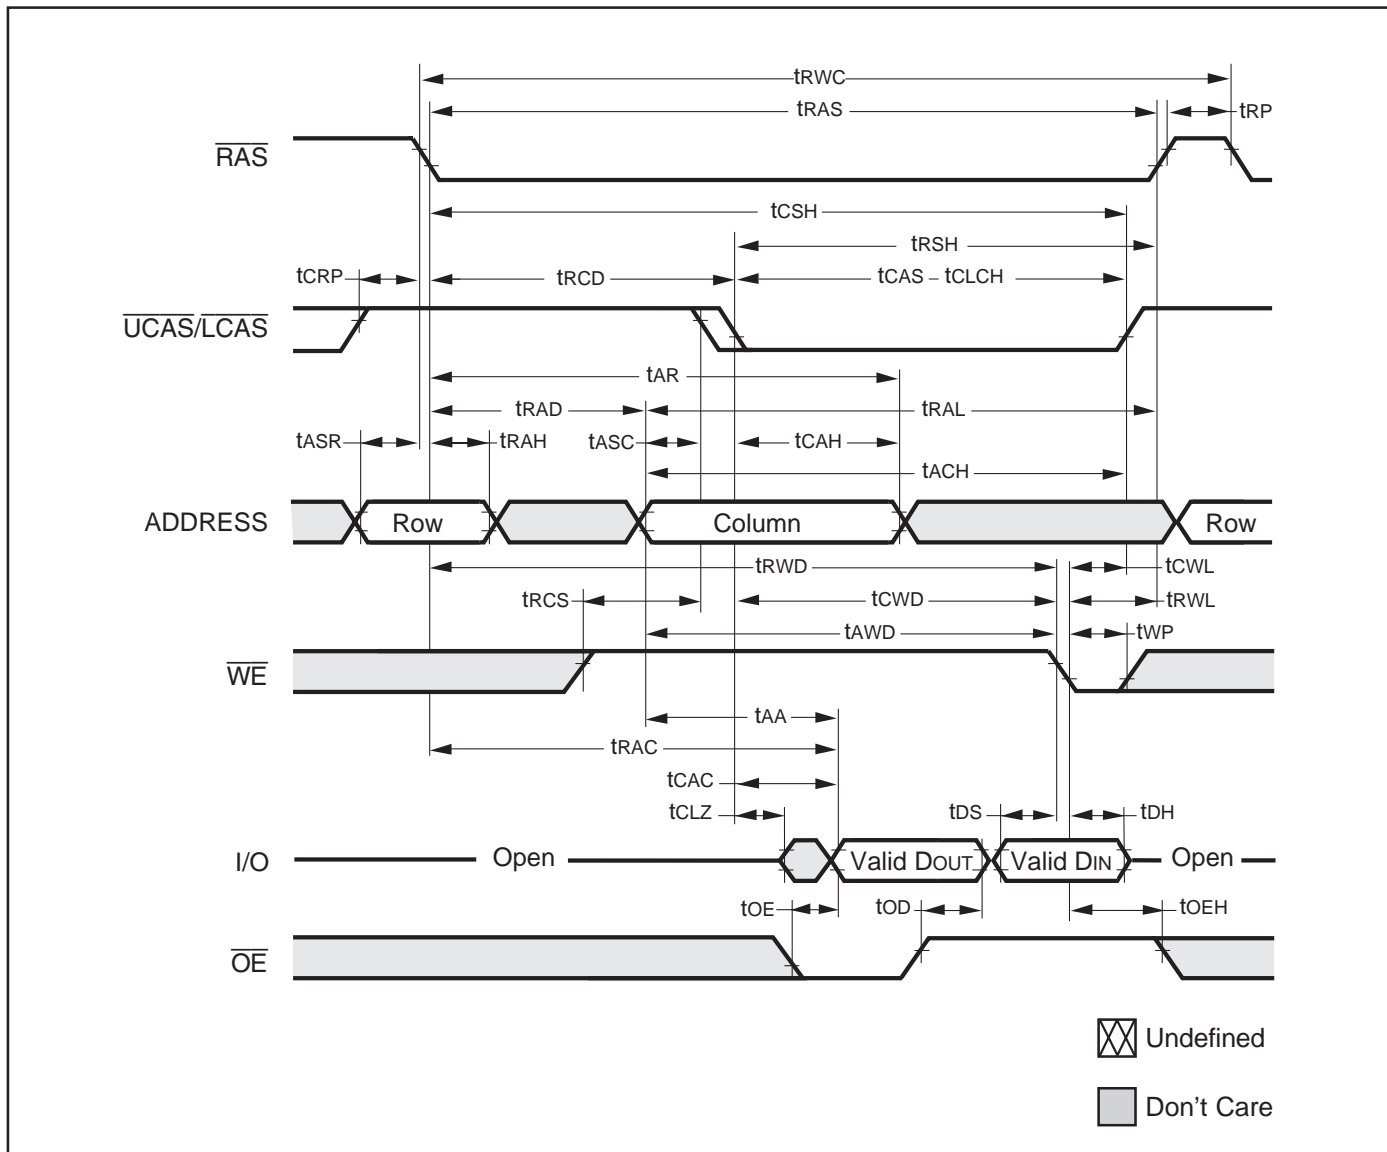 tRWC
tRAS
tRP
RAS
tCSH
tRSH
tCRP
tRCD
tCAS - tCLCH
UCAS/LCAS
tAR
tRAD
tRAL
tASR
tRAH
tASC
tCAH
tACH
ADDRESS
Row
Column
Row
tRWD
tCWL
tRCS
tCWD
tRWL
tAWD
tWP
WE
tAA
tRAC
tCAC
tCLZ
tDS
tDH
I/O
Open
Valid DOUT
Valid DIN
Open
tOE
tOD
tOEH
OE
Undefined
Don't Care